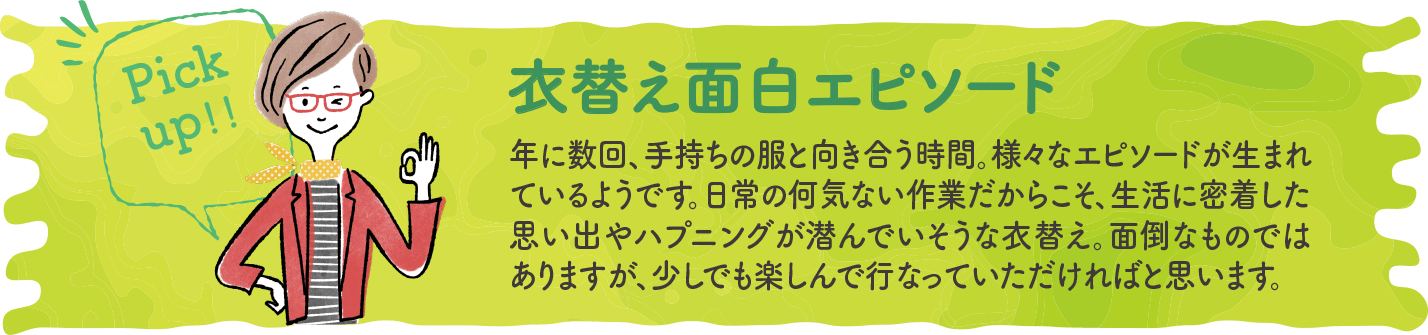 Pick
up!!
衣替え面白エピソード
年に数回、手持ちの服と向き合う時間。様々なエピソードが生まれ
ているようです。日常の何気ない作業だからこそ、生活に密着した
思い出やハプニングが潜んでいそうな衣替え。面倒なものでは
ありますが、少しでも楽しんで行なっていただければと思います。